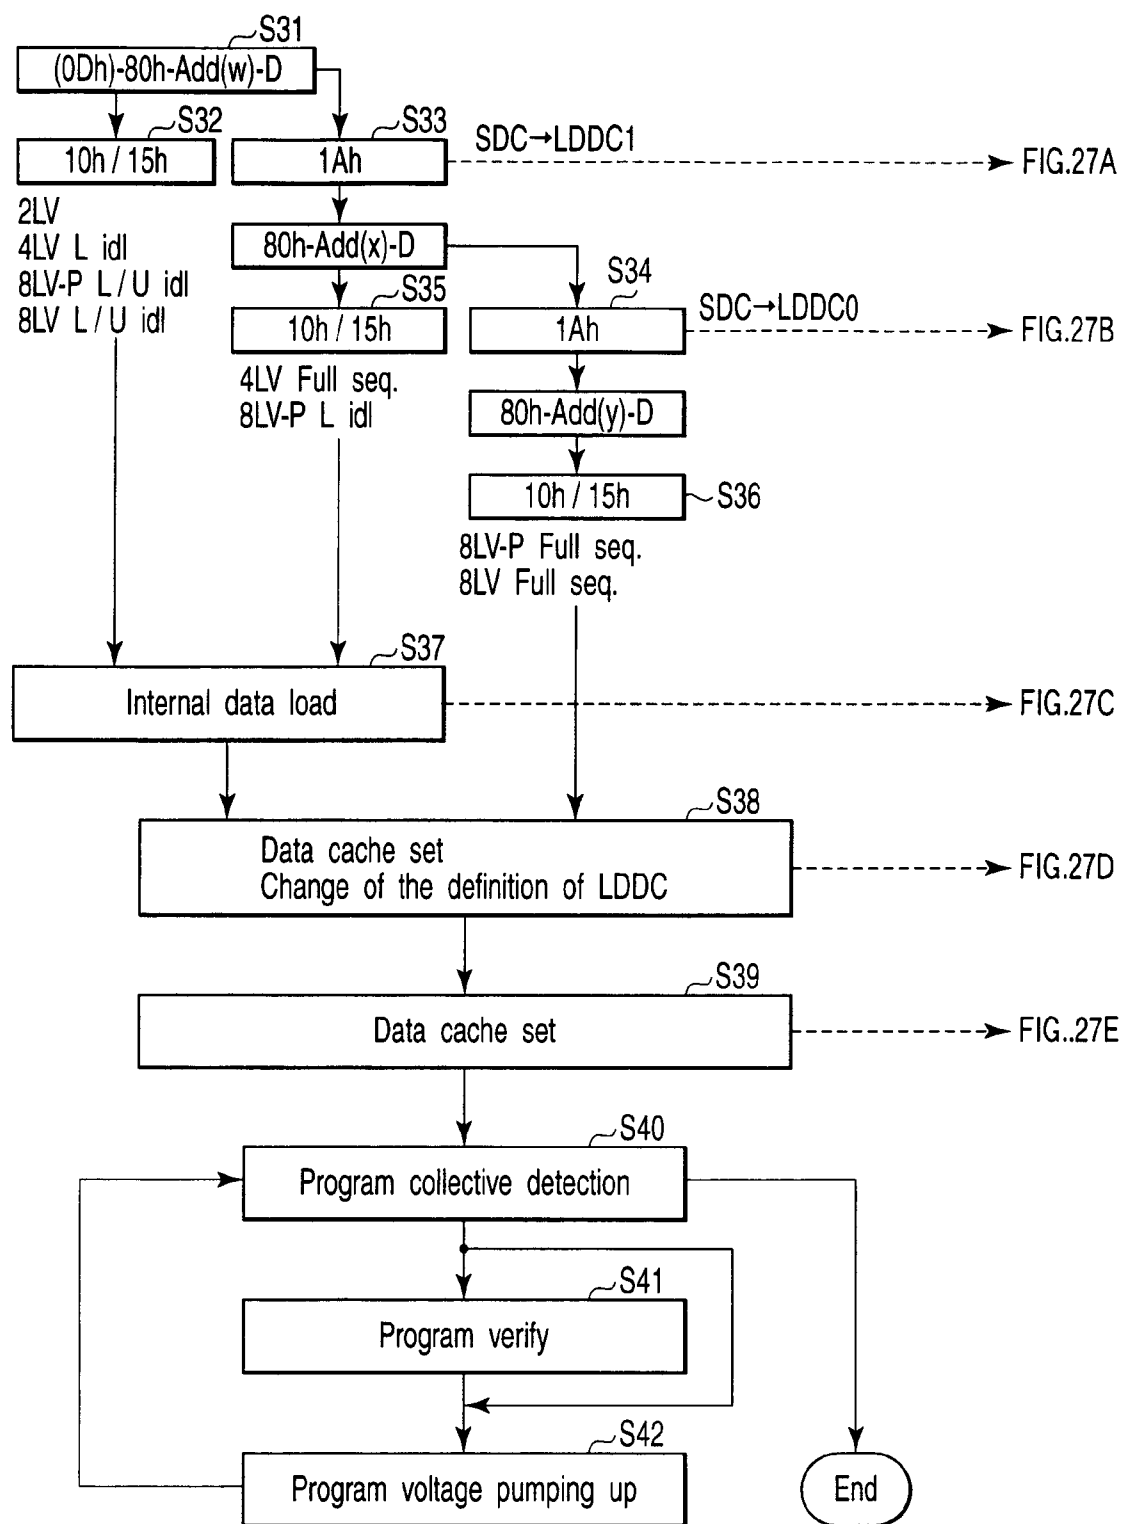 S31
(0Dh)-80h-Add(w)-D
S32
S33
10h / 15h
1Ah
SDC→LDDC1
FIG.27A
2LV
4LV L idl
8LV-P L / U idl
8LV L / U idl
80h-Add(x)-D
S35
S34
10h / 15h
1Ah
SDC→LDDC0
FIG.27B
4LV Full seq.
8LV-P L idl
80h-Add(y)-D
10h / 15h
S36
8LV-P Full seq.
8LV Full seq.
S37
Internal data load
FIG.27C
S38
Data cache set
Change of the definition of LDDC
FIG.27D
S39
Data cache set
FIG..27E
S40
Program collective detection
S41
Program verify
S42
Program voltage pumping up
End